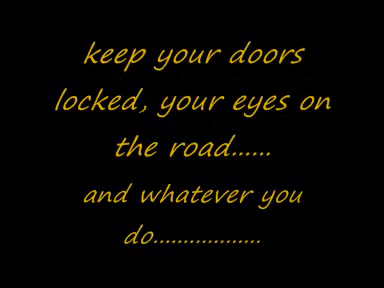 keep your doors
locked, your eyes on
the road......
and whatever you
do..................